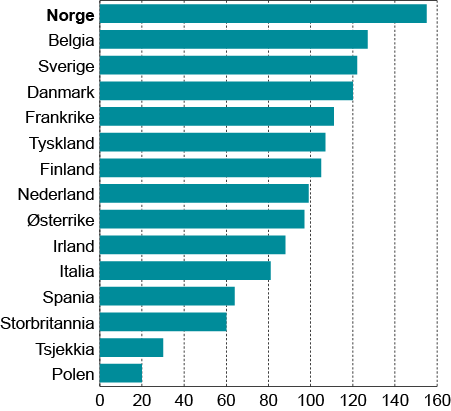 Norge
Belgia
Sverige
Danmark
Frankrike
Tyskland
Finland
Nederland
Østerrike
Irland
Italia
Spania
Storbritannia
Tsjekkia
Polen
0 20 40 60 80 100 120 140 160